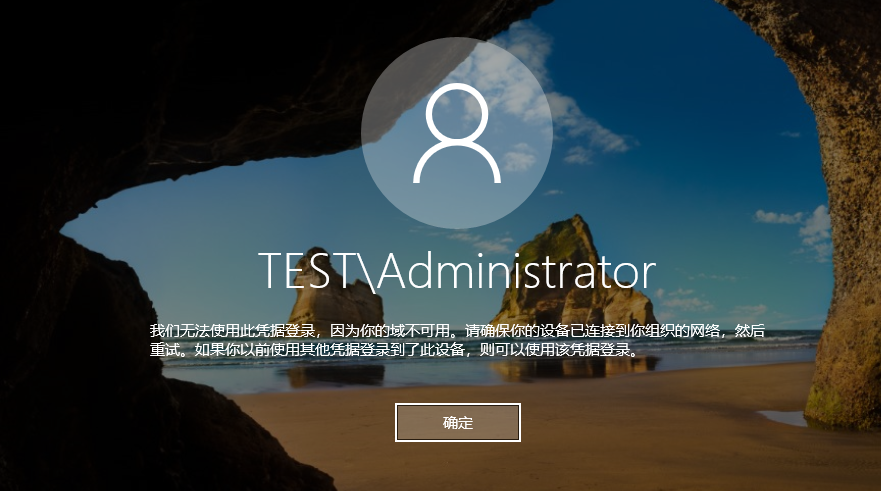 TEST\Administrator
我们无法使用此凭据登录，因为你的域不可用。请确保你的设备已连接到你组织的网络，然后
重试。如果你以前使用其他凭据登录到了此设备，则可以使用该凭据登录。
确定